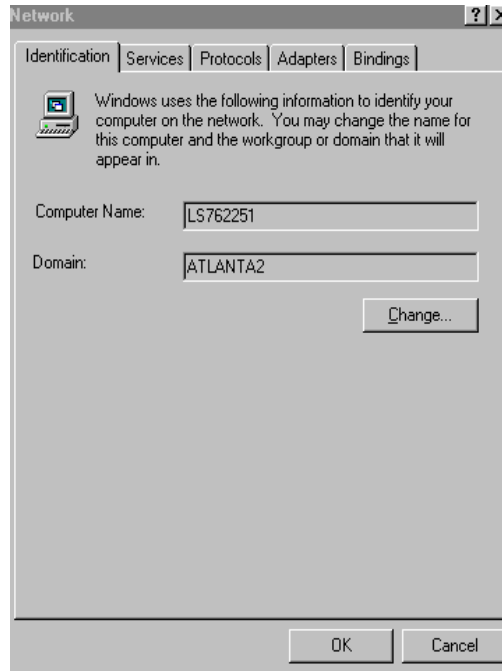 Network
Identification Services Protocols Adapters Bindings
Windows uses the following information to identify your
computer on the network. You may change the name for
this computer and the workgroup or domain that it will
appear in.
Computer Name: LS762251
Domain: ATLANTA2
Change...
OK Cancel